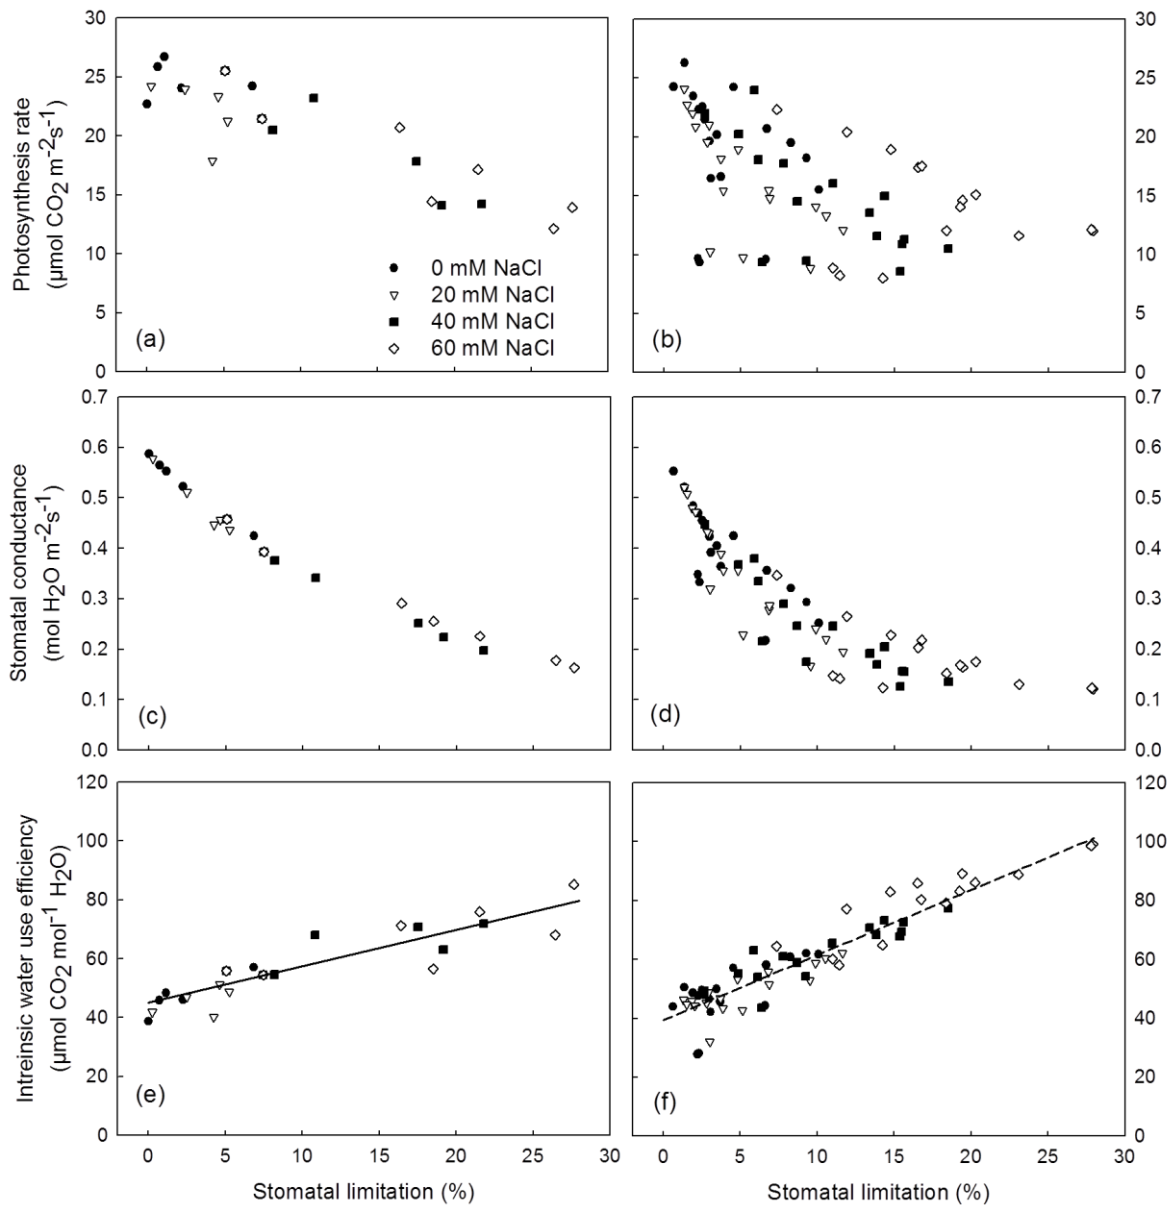 30 30
25 25
20 20
15 15
10 10
5 5
0 0
Photosynthesis rate
(µmol CO2 m-2s-1)
0 mM NaCl
20 mM NaCl
40 mM NaCl
60 mM NaCl
(a)
(b)
0.7 0.7
0.6 0.6
0.5 0.5
0.4 0.4
0.3 0.3
0.2 0.2
0.1 0.1
0.0 0.0
Stomatal conductance
(mol H2O m-2s-1)
(c)
(d)
120 120
100 100
80 80
60 60
40 40
20 20
0 0
Intreinsic water use efficiency
(µmol CO2 mol-1 H2O)
(e)
(f)
0 5 10 15 20 25 30 0 5 10 15 20 25 30
Stomatal limitation (%) Stomatal limitation (%)